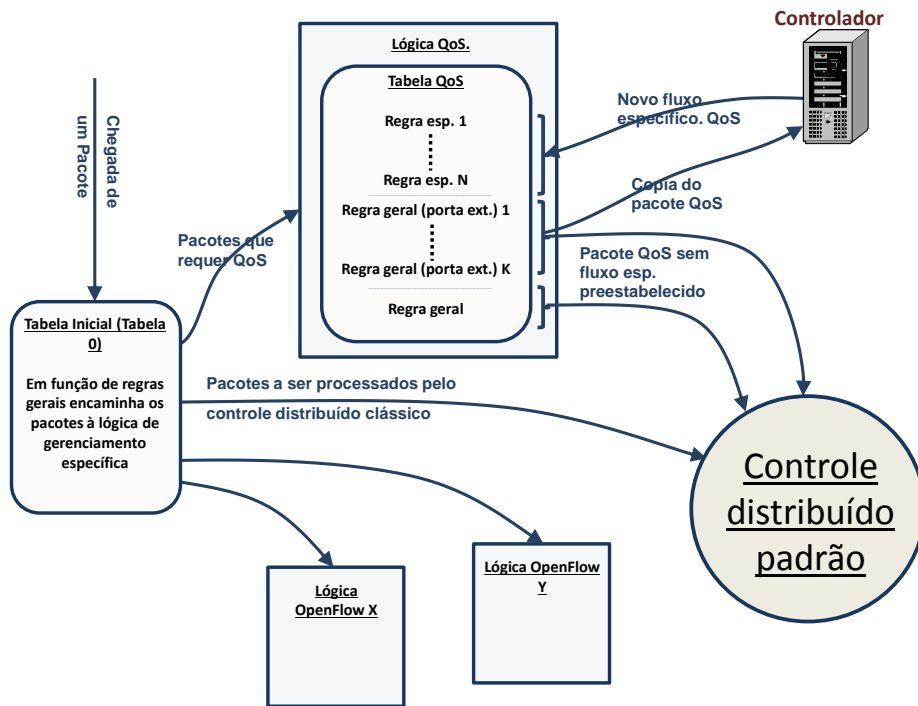 Controlador
Lógica QoS.
Tabela QoS
Regra esp. 1
Regra esp. N
Regra geral (porta ext.) 1
Regra geral (porta ext.) K
Regra geral
Novo fluxo
especifico. QoS
Copia do
pacote QoS
Pacote QoS sem
fluxo esp.
preestabelecido
Chegada de
um Pacote
Pacotes que
requer QoS
Tabela Inicial (Tabela
0)
Em função de regras
gerais encaminha os
pacotes à lógica de
gerenciamento
específica
Pacotes a ser processados pelo
controle distribuído clássico
Controle
distribuído
padrão
Lógica
OpenFlow X
Lógica OpenFlow
Y